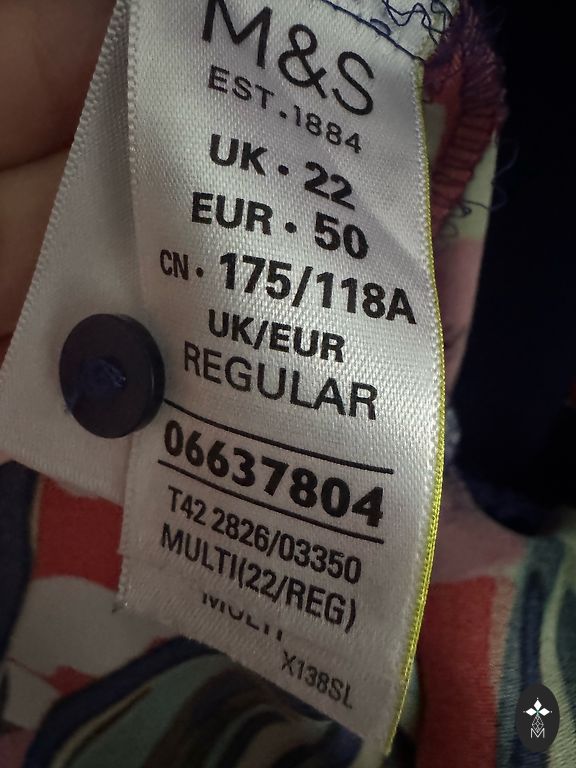 M&S
EST.1884
UK · 22
EUR · 50
CN · 175/118A
UK/EUR
REGULAR
06637804
T42 2826/03350
MULTI(22/REG)
MULTI
X138SL
M